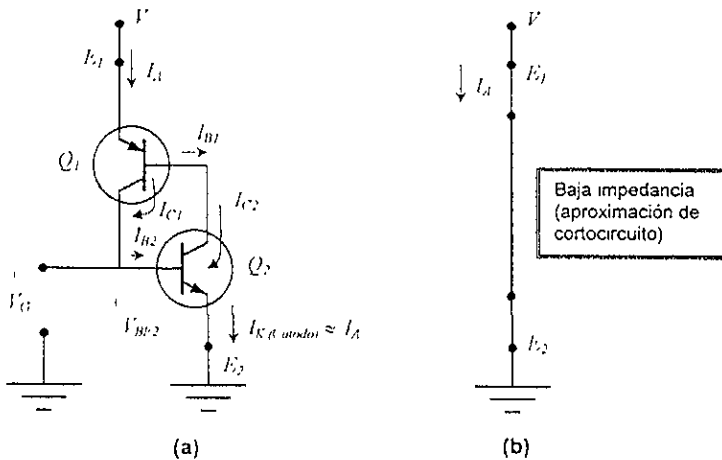 V
E1
IA
IB1
Q1
IC1
IC2
IB2
Q2
VG
VBE2
IK (Cátodo) ≈ IA
E2
(a)
V
IA
E1
Baja impedancia
(aproximación de
cortocircuito)
E2
(b)